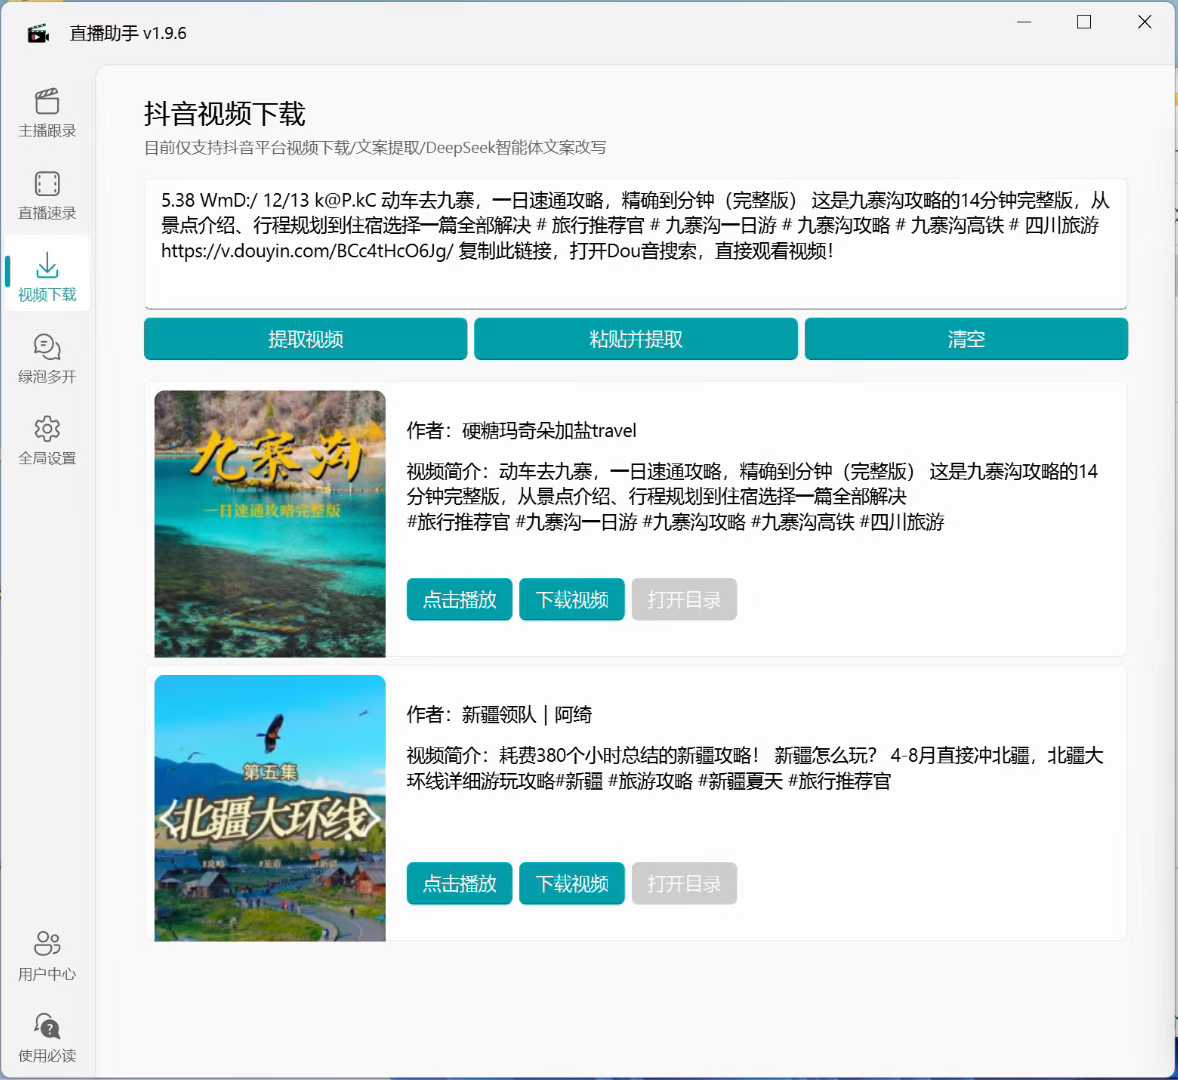 直播助手 v1.9.6
主播跟录
直播速录
视频下载
绿泡多开
全局设置
用户中心
使用必读
抖音视频下载
目前仅支持抖音平台视频下载/文案提取/DeepSeek智能体文案改写
5.38 WmD:/ 12/13 k@P.kC 动车去九寨，一日速通攻略，精确到分钟（完整版） 这是九寨沟攻略的14分钟完整版，从
景点介绍、行程规划到住宿选择一篇全部解决 # 旅行推荐官 # 九寨沟一日游 # 九寨沟攻略 # 九寨沟高铁 # 四川旅游
https://v.douyin.com/BCc4tHcO6Jg/ 复制此链接，打开Dou音搜索，直接观看视频！
提取视频 粘贴并提取 清空
九寨沟
一日速通攻略完整版
作者：硬糖玛奇朵加盐travel
视频简介：动车去九寨，一日速通攻略，精确到分钟（完整版） 这是九寨沟攻略的14
分钟完整版，从景点介绍、行程规划到住宿选择一篇全部解决
#旅行推荐官 #九寨沟一日游 #九寨沟攻略 #九寨沟高铁 #四川旅游
点击播放 下载视频 打开目录
第五集
北疆大环线
#攻略 #旅游 #新疆
作者：新疆领队｜阿绮
视频简介：耗费380个小时总结的新疆攻略！ 新疆怎么玩？ 4-8月直接冲北疆，北疆大
环线详细游玩攻略#新疆 #旅游攻略 #新疆夏天 #旅行推荐官
点击播放 下载视频 打开目录